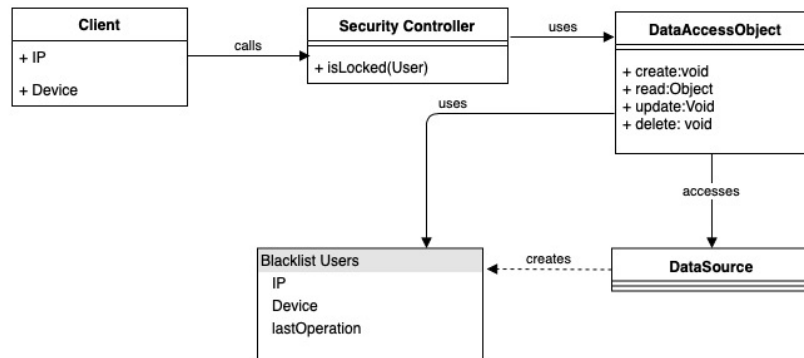 Client
+ IP
+ Device
calls
Security Controller
+ isLocked(User)
uses
DataAccessObject
+ create:void
+ read:Object
+ update:Void
+ delete: void
uses
accesses
Blacklist Users
IP
Device
lastOperation
creates
DataSource